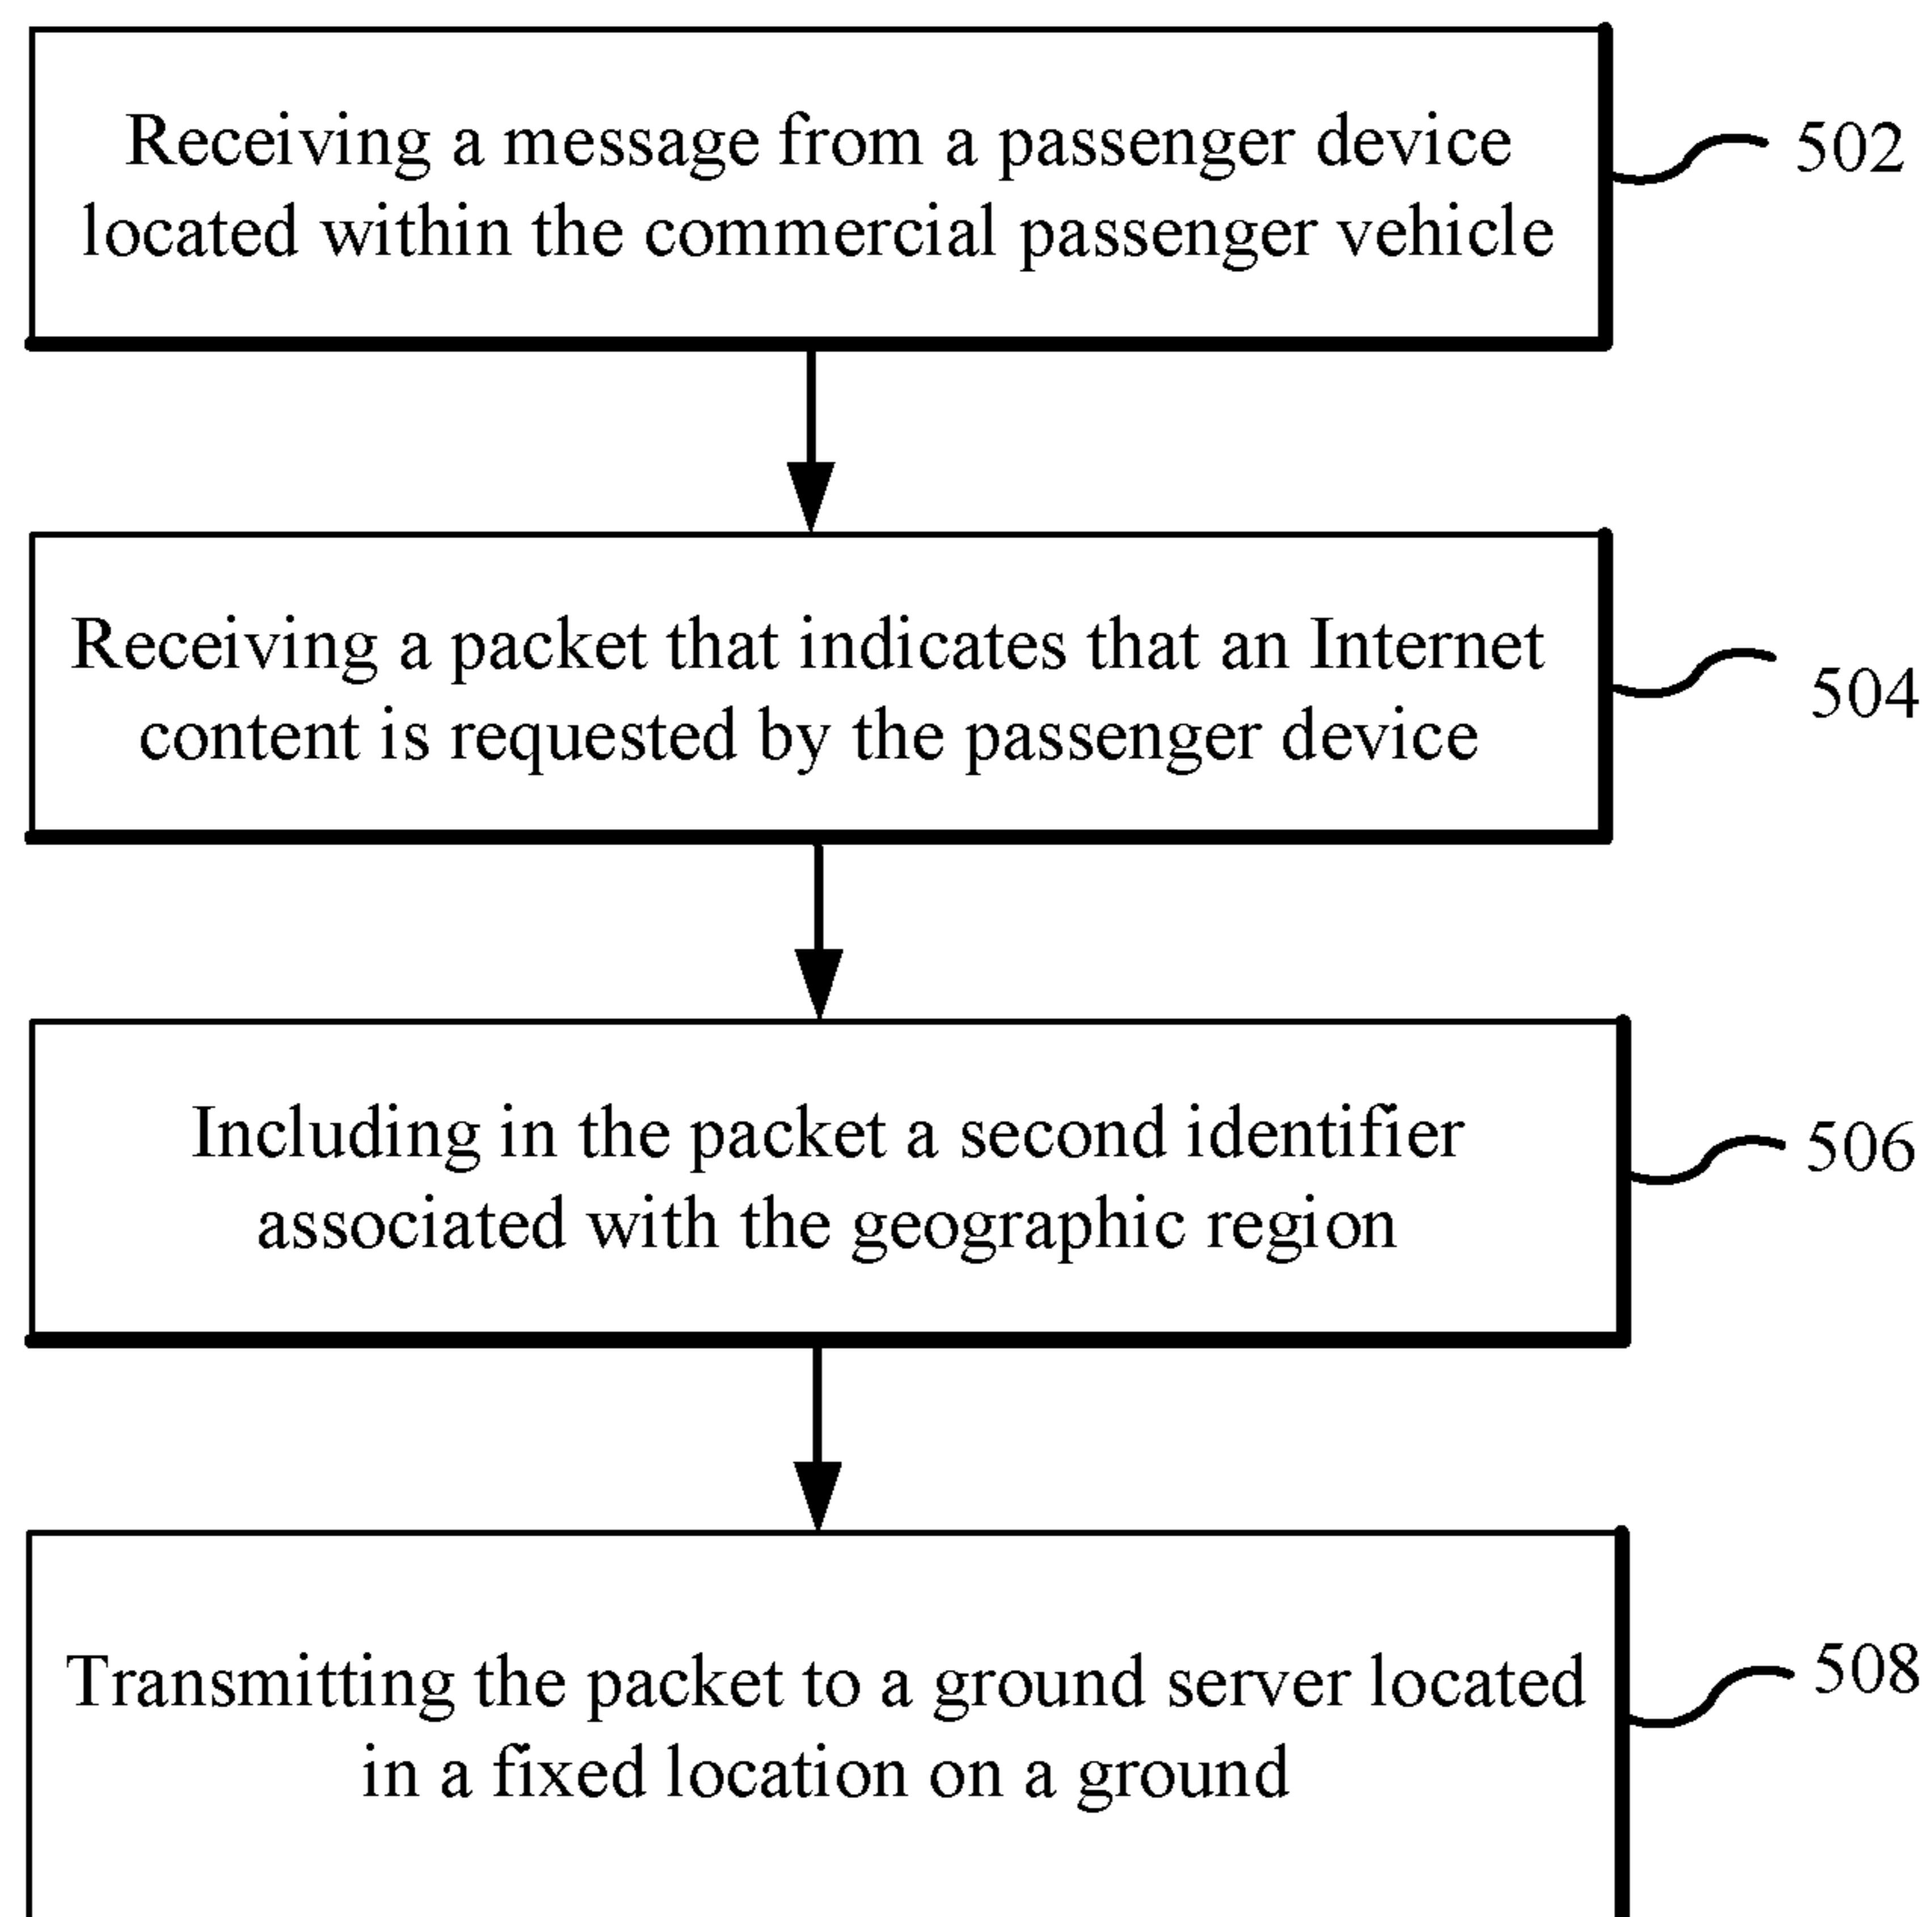 Receiving a message from a passenger device
located within the commercial passenger vehicle
502
Receiving a packet that indicates that an Internet
content is requested by the passenger device
504
Including in the packet a second identifier
associated with the geographic region
506
Transmitting the packet to a ground server located
in a fixed location on a ground
508